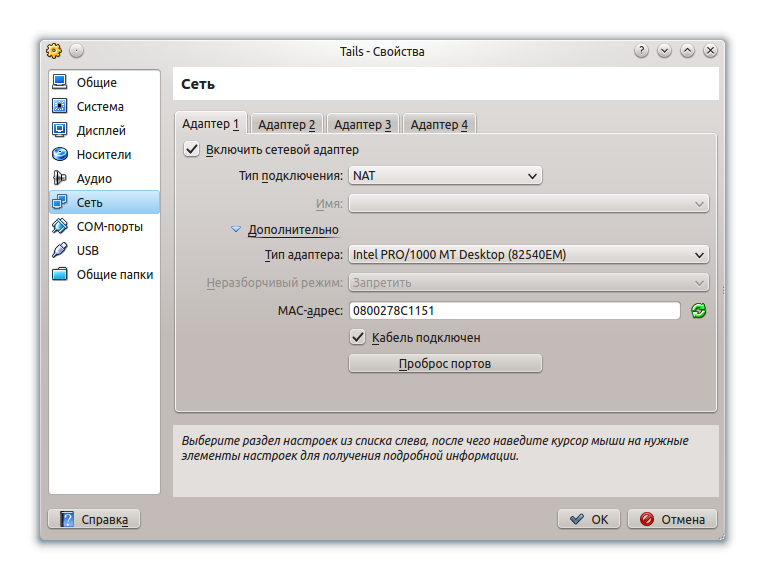 Tails - Свойства
Общие
Система
Дисплей
Носители
Аудио
Сеть
COM-порты
USB
Общие папки
Сеть
Адаптер 1 Адаптер 2 Адаптер 3 Адаптер 4
Включить сетевой адаптер
Тип подключения: NAT
Имя:
Дополнительно
Тип адаптера: Intel PRO/1000 MT Desktop (82540EM)
Неразборчивый режим: Запретить
MAC-адрес: 0800278C1151
Кабель подключен
Проброс портов
Выберите раздел настроек из списка слева, после чего наведите курсор мыши на нужные
элементы настроек для получения подробной информации.
Справка OK Отмена